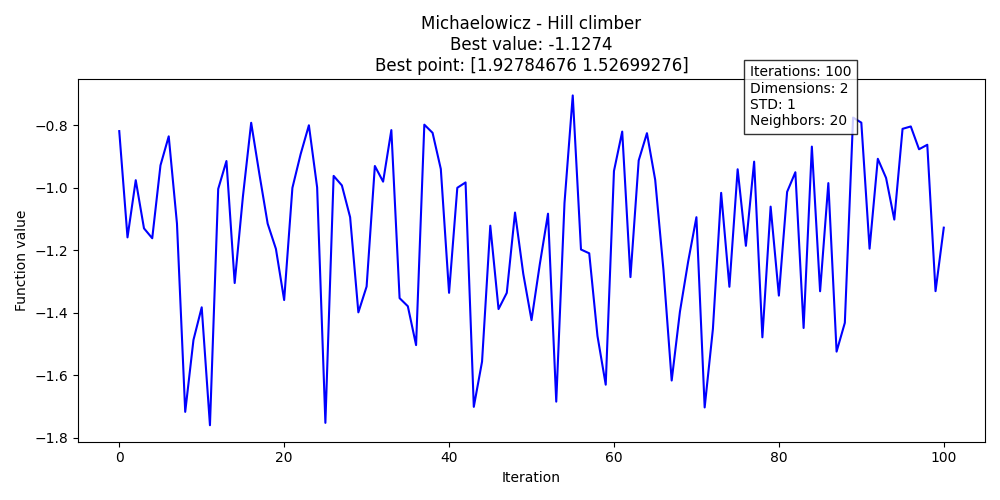 Michaelowicz - Hill climber
Best value: -1.1274
Best point: [1.92784676 1.52699276]
Iterations: 100
Dimensions: 2
STD: 1
Neighbors: 20
Function value
−0.8
−1.0
−1.2
−1.4
−1.6
−1.8
0 20 40 60 80 100
Iteration